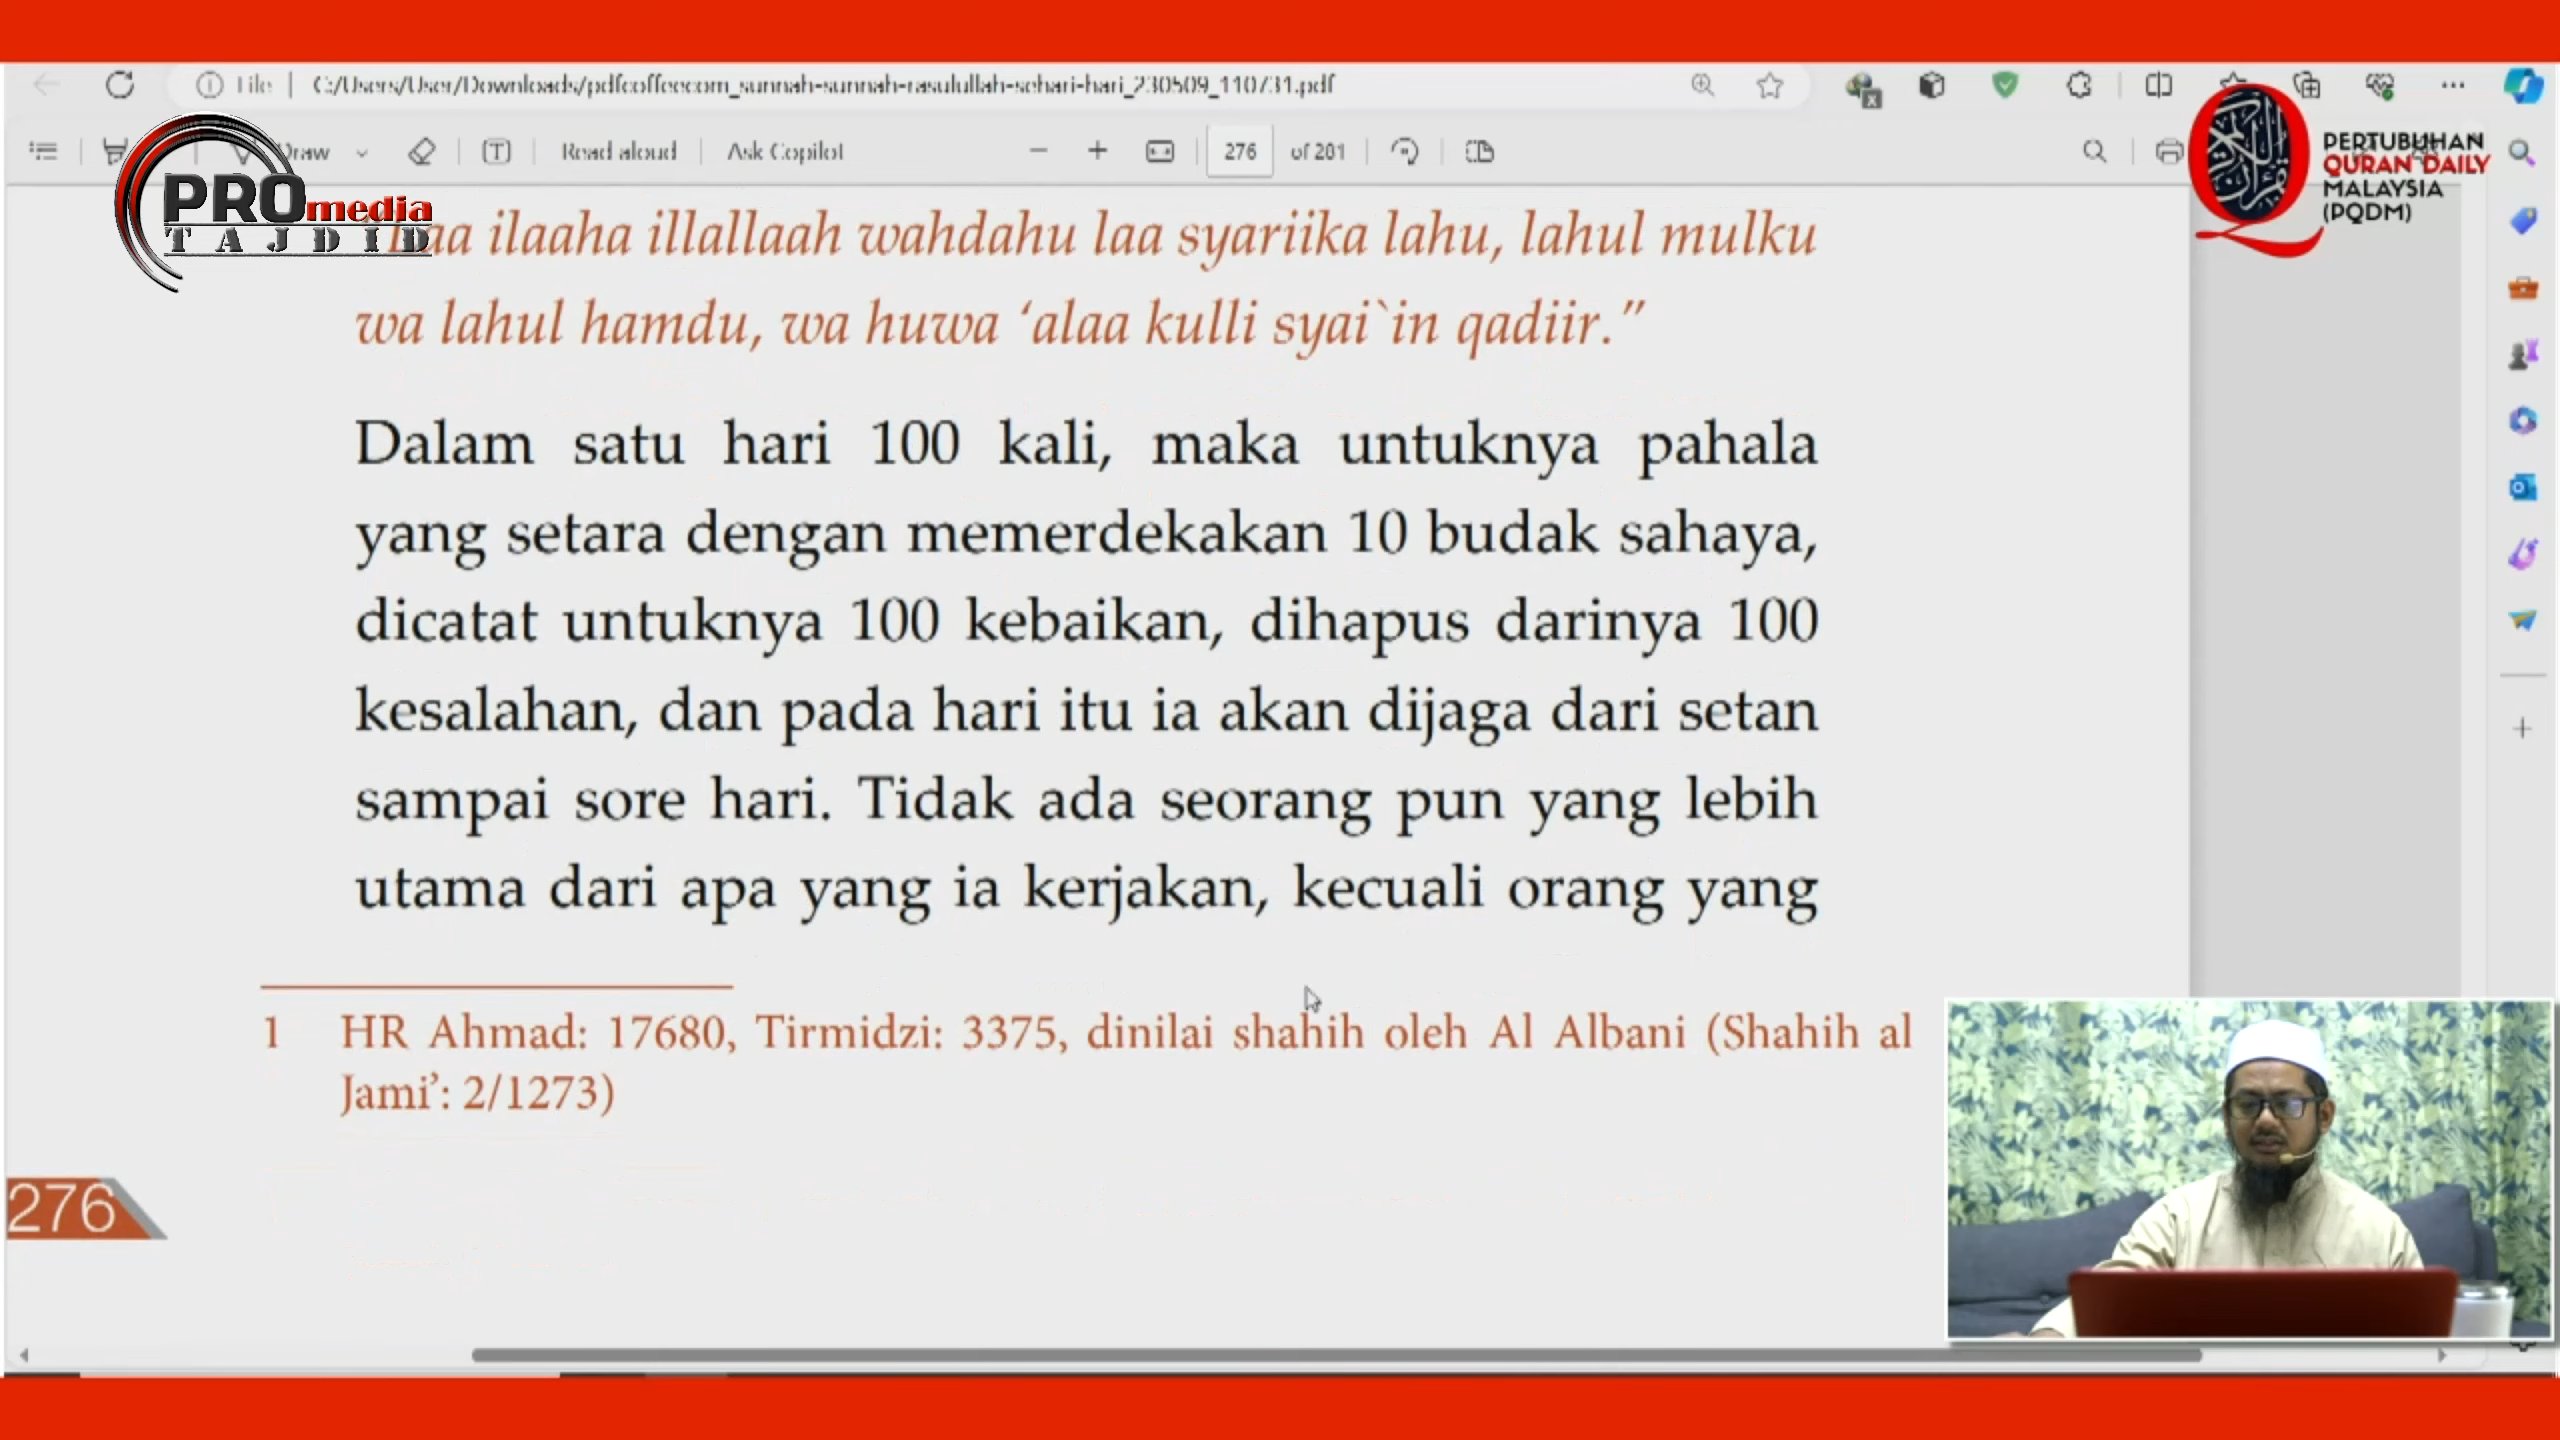 File
C:/Users/User/Downloads/pdfcoffeecom_sunnah-sunnah-rasulullah-sehari-hari_230509_110731.pdf
Draw
Read aloud
Ask Copilot
276 of 201
PROmedia
TAJDID
PERTUBUHAN
QURAN DAILY
MALAYSIA
(PQDM)
ilaaha illallaah wahdahu laa syariika lahu, lahul mulku
wa lahul hamdu, wa huwa ‘alaa kulli syai`in qadiir.”
Dalam satu hari 100 kali, maka untuknya pahala
yang setara dengan memerdekakan 10 budak sahaya,
dicatat untuknya 100 kebaikan, dihapus darinya 100
kesalahan, dan pada hari itu ia akan dijaga dari setan
sampai sore hari. Tidak ada seorang pun yang lebih
utama dari apa yang ia kerjakan, kecuali orang yang
1 HR Ahmad: 17680, Tirmidzi: 3375, dinilai shahih oleh Al Albani (Shahih al
Jami’: 2/1273)
276